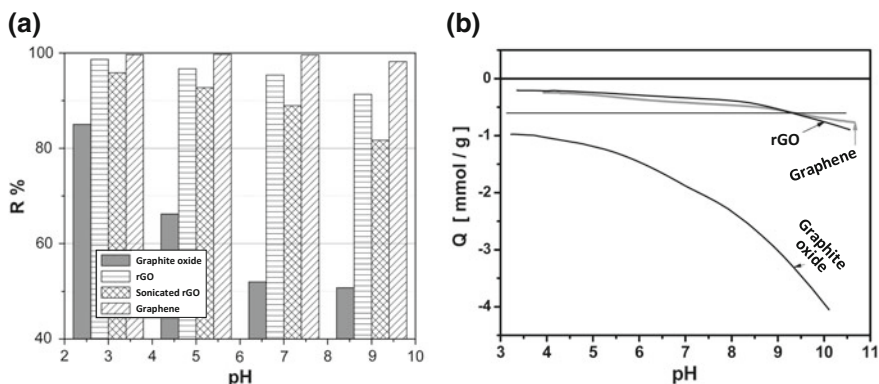 (a)
100
80
60
40
R %
Graphite oxide
rGO
Sonicated rGO
Graphene
2 3 4 5 6 7 8 9 10
pH
(b)
0
-1
-2
-3
-4
Q [ mmol / g ]
rGO
Graphene
Graphite
oxide
3 4 5 6 7 8 9 10 11
pH